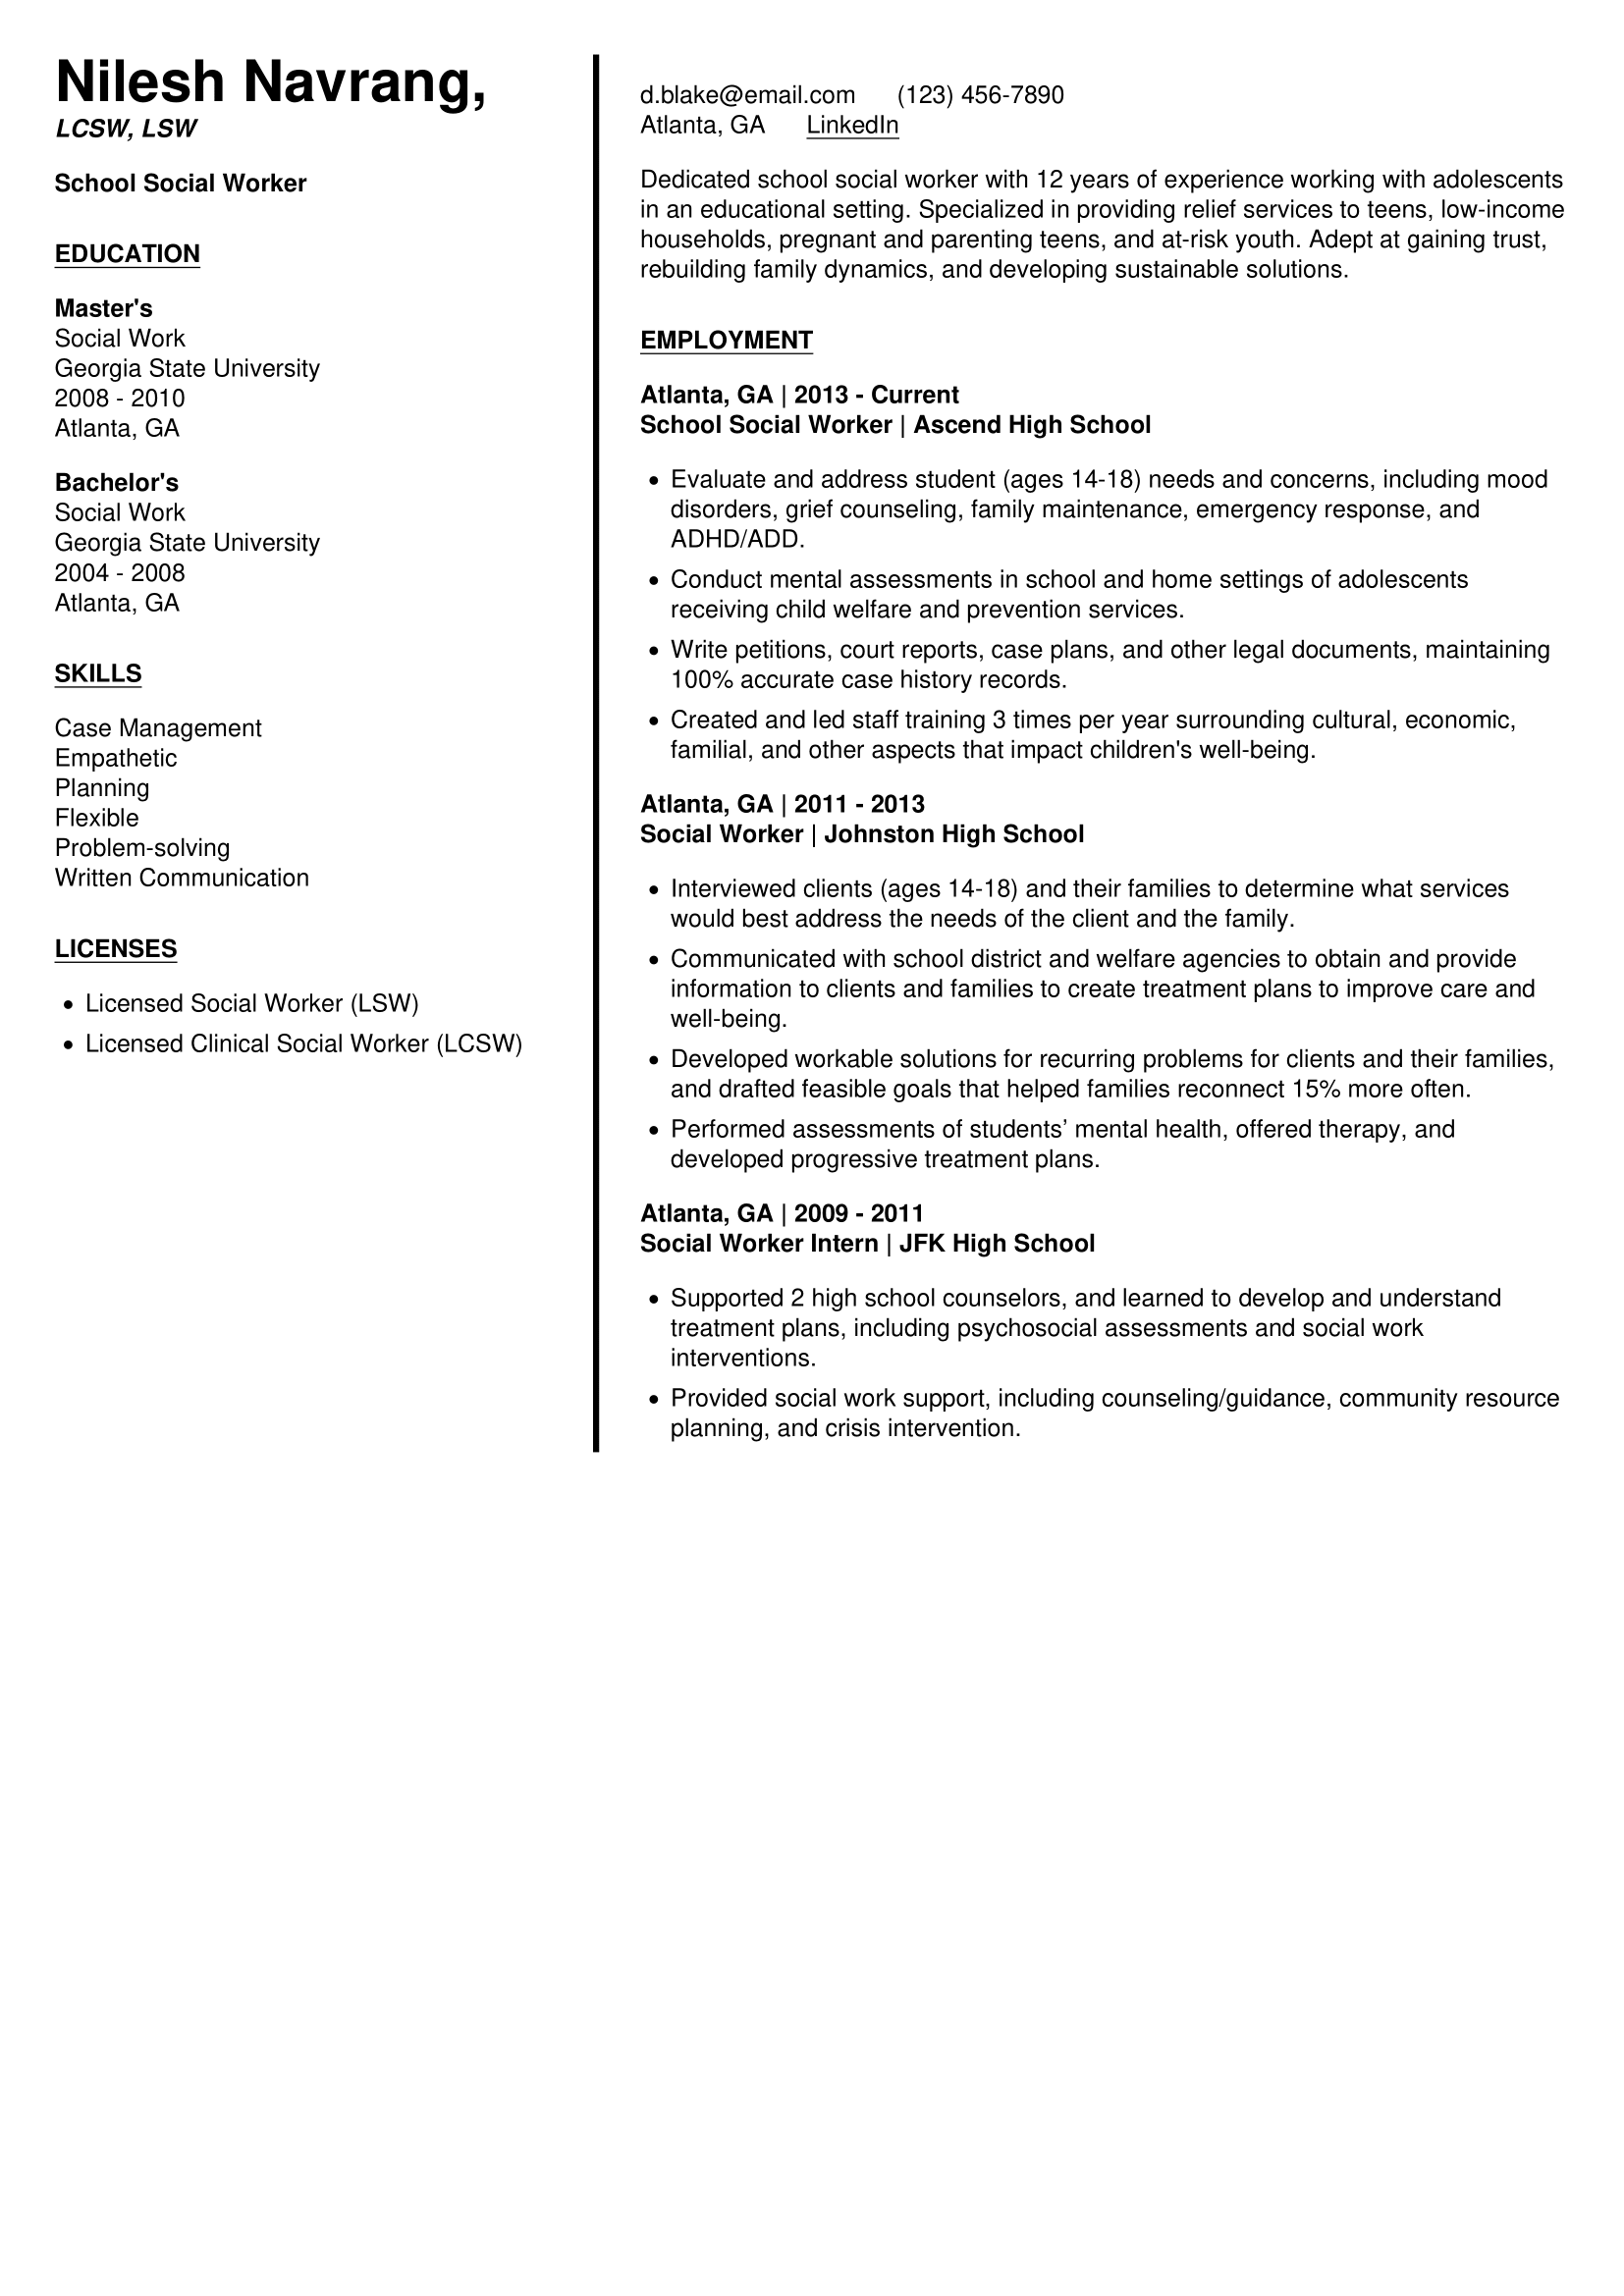 Nilesh Navrang,
LCSW, LSW
School Social Worker
EDUCATION
Master's
Social Work
Georgia State University
2008 - 2010
Atlanta, GA
Bachelor's
Social Work
Georgia State University
2004 - 2008
Atlanta, GA
SKILLS
Case Management
Empathetic
Planning
Flexible
Problem-solving
Written Communication
LICENSES
• Licensed Social Worker (LSW)
• Licensed Clinical Social Worker (LCSW)
d.blake@email.com (123) 456-7890
Atlanta, GA LinkedIn
Dedicated school social worker with 12 years of experience working with adolescents
in an educational setting. Specialized in providing relief services to teens, low-income
households, pregnant and parenting teens, and at-risk youth. Adept at gaining trust,
rebuilding family dynamics, and developing sustainable solutions.
EMPLOYMENT
Atlanta, GA | 2013 - Current
School Social Worker | Ascend High School
• Evaluate and address student (ages 14-18) needs and concerns, including mood
disorders, grief counseling, family maintenance, emergency response, and
ADHD/ADD.
• Conduct mental assessments in school and home settings of adolescents
receiving child welfare and prevention services.
• Write petitions, court reports, case plans, and other legal documents, maintaining
100% accurate case history records.
• Created and led staff training 3 times per year surrounding cultural, economic,
familial, and other aspects that impact children's well-being.
Atlanta, GA | 2011 - 2013
Social Worker | Johnston High School
• Interviewed clients (ages 14-18) and their families to determine what services
would best address the needs of the client and the family.
• Communicated with school district and welfare agencies to obtain and provide
information to clients and families to create treatment plans to improve care and
well-being.
• Developed workable solutions for recurring problems for clients and their families,
and drafted feasible goals that helped families reconnect 15% more often.
• Performed assessments of students’ mental health, offered therapy, and
developed progressive treatment plans.
Atlanta, GA | 2009 - 2011
Social Worker Intern | JFK High School
• Supported 2 high school counselors, and learned to develop and understand
treatment plans, including psychosocial assessments and social work
interventions.
• Provided social work support, including counseling/guidance, community resource
planning, and crisis intervention.